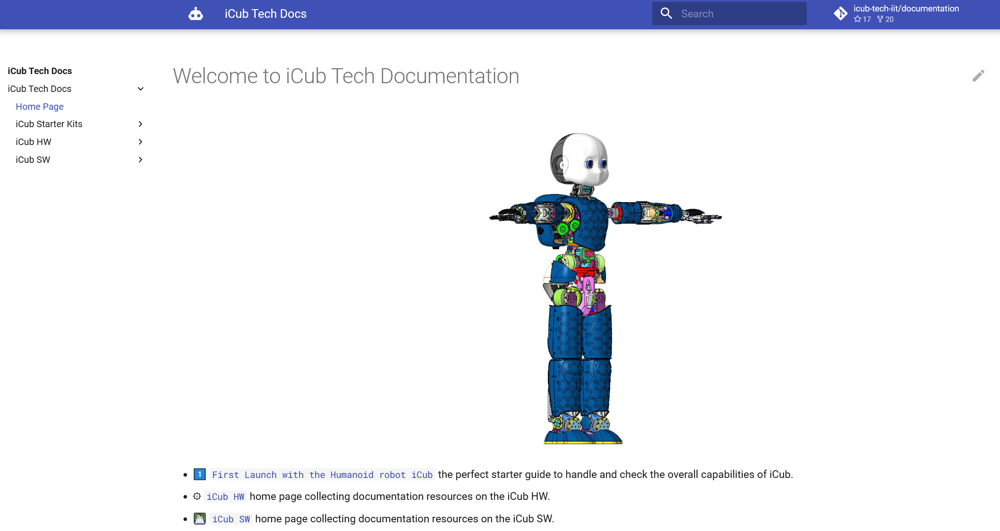 iCub Tech Docs
Search
icub-tech-iit/documentation
17 20
iCub Tech Docs
iCub Tech Docs
Home Page
iCub Starter Kits
iCub HW
iCub SW
Welcome to iCub Tech Documentation
1 First Launch with the Humanoid robot iCub the perfect starter guide to handle and check the overall capabilities of iCub.
iCub HW home page collecting documentation resources on the iCub HW.
iCub SW home page collecting documentation resources on the iCub SW.